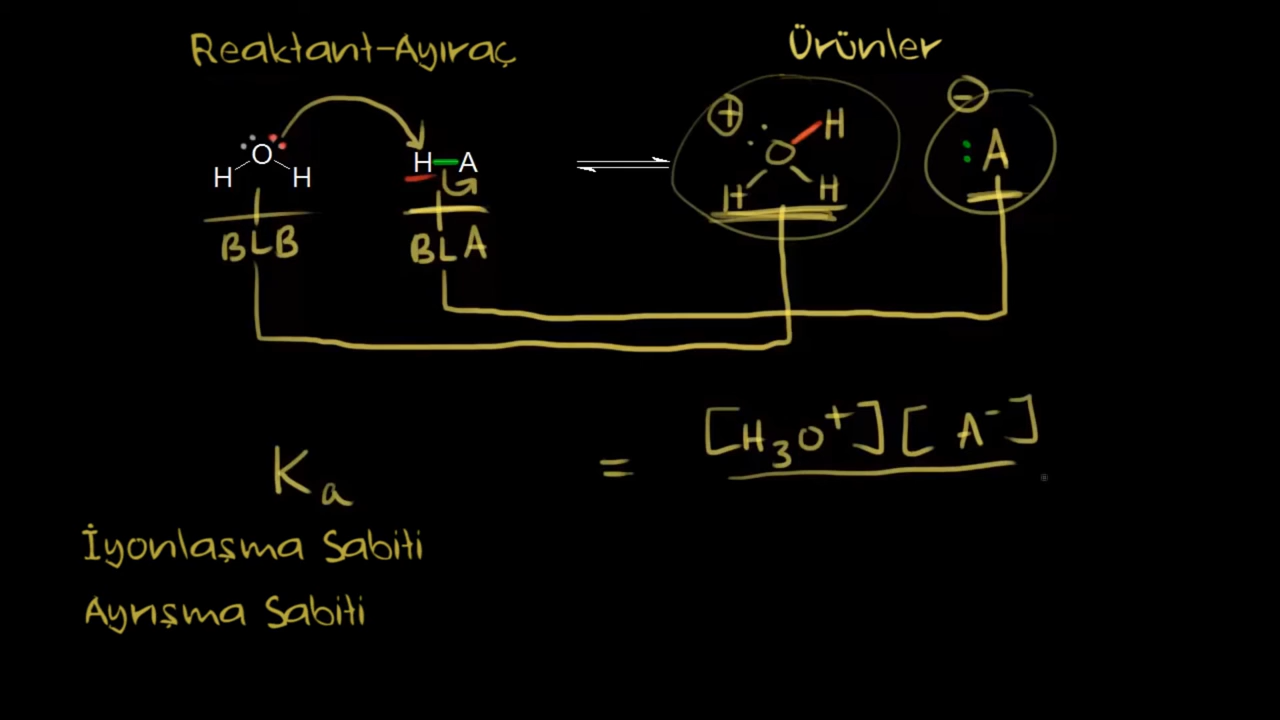 Reaktant-Ayıraç
Ürünler
H O H
H A
⊕ O H H H
⊖ : A
BLB
BLA
Ka = [H₃O⁺] [A⁻]
İyonlaşma Sabiti
Ayrışma Sabiti